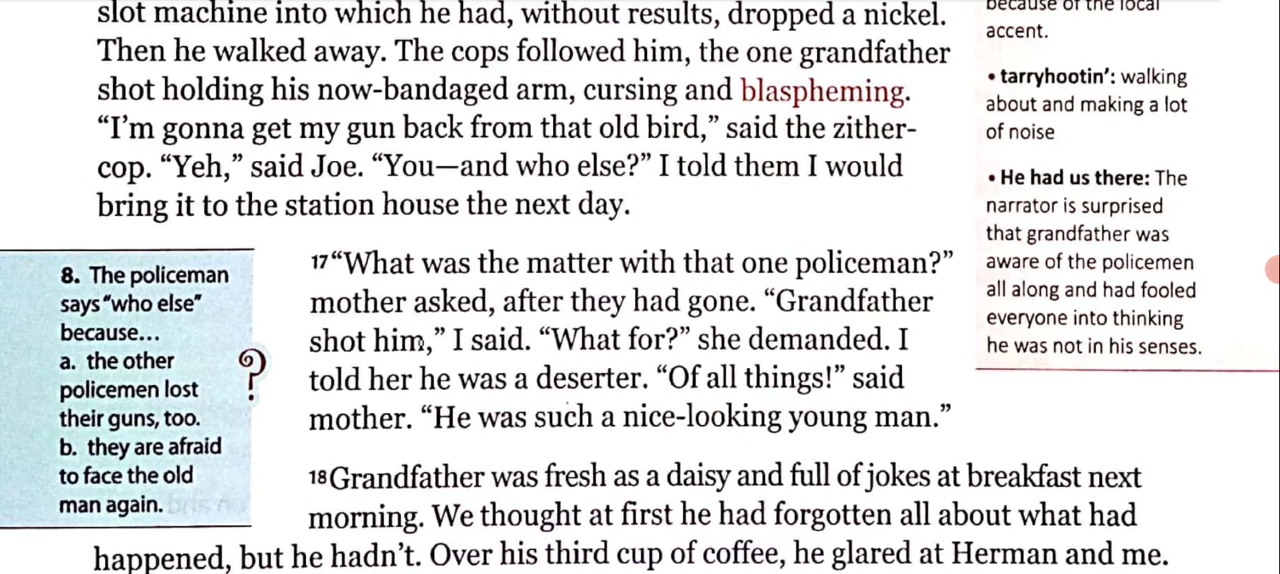 slot machine into which he had, without results, dropped a nickel.
Then he walked away. The cops followed him, the one grandfather
shot holding his now-bandaged arm, cursing and blaspheming.
“I’m gonna get my gun back from that old bird,” said the zither-
cop. “Yeh,” said Joe. “You—and who else?” I told them I would
bring it to the station house the next day.
because of the local
accent.
• tarryhootin’: walking
about and making a lot
of noise
• He had us there: The
narrator is surprised
that grandfather was
aware of the policemen
all along and had fooled
everyone into thinking
he was not in his senses.
8. The policeman
says “who else”
because...
a. the other
policemen lost
their guns, too.
b. they are afraid
to face the old
man again.
?
17“What was the matter with that one policeman?”
mother asked, after they had gone. “Grandfather
shot him,” I said. “What for?” she demanded. I
told her he was a deserter. “Of all things!” said
mother. “He was such a nice-looking young man.”
18Grandfather was fresh as a daisy and full of jokes at breakfast next
morning. We thought at first he had forgotten all about what had
happened, but he hadn’t. Over his third cup of coffee, he glared at Herman and me.